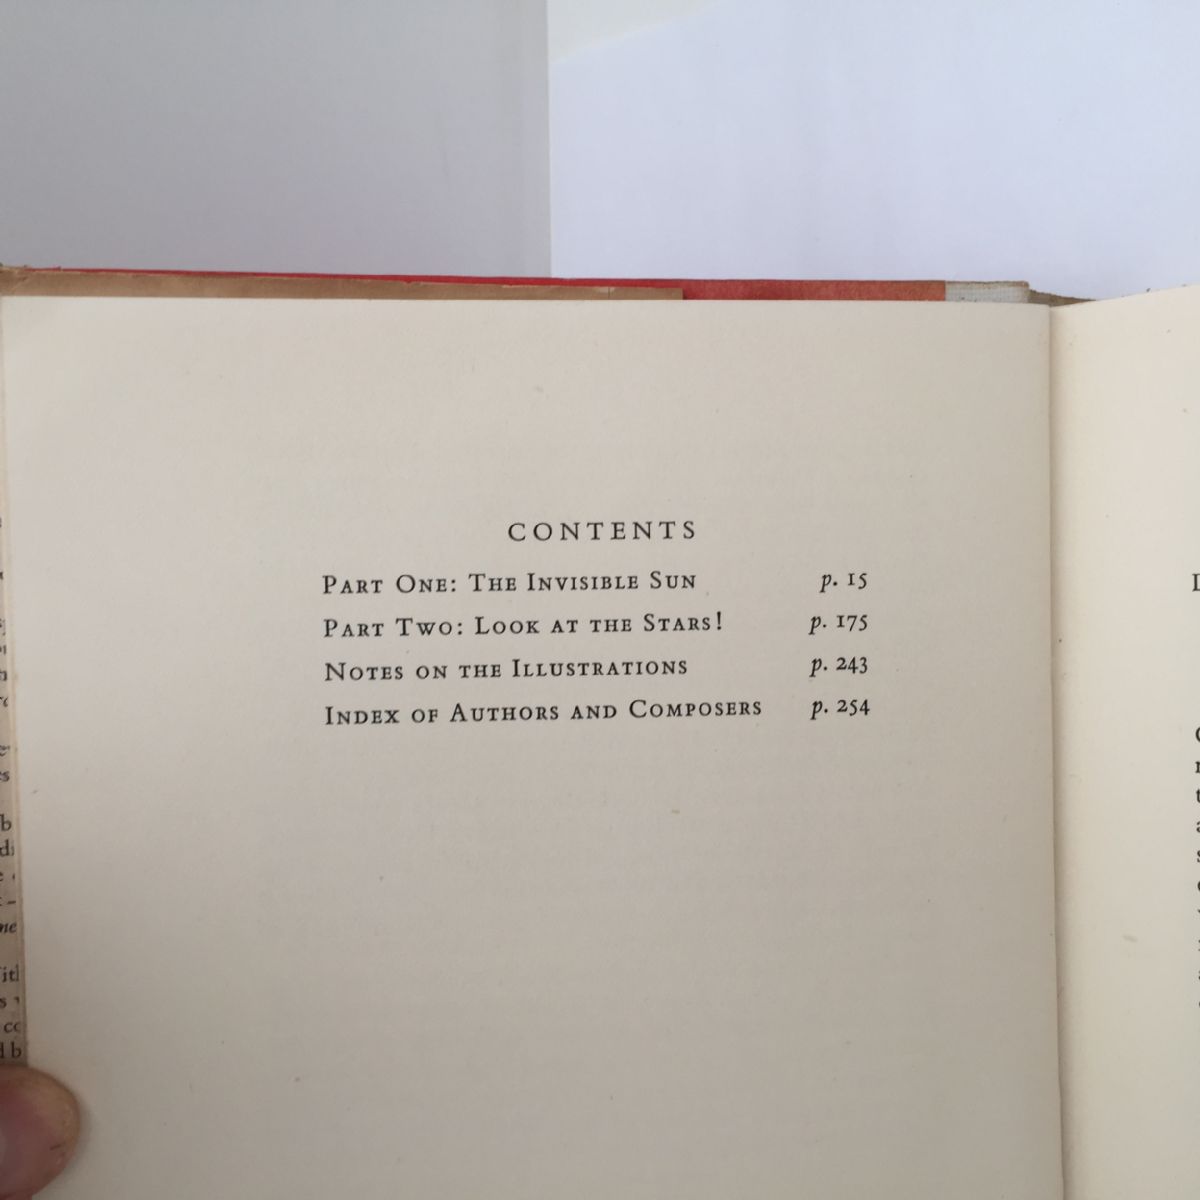 CONTENTS
PART ONE: THE INVISIBLE SUN p. 15
PART TWO: LOOK AT THE STARS! p. 175
NOTES ON THE ILLUSTRATIONS p. 243
INDEX OF AUTHORS AND COMPOSERS p. 254